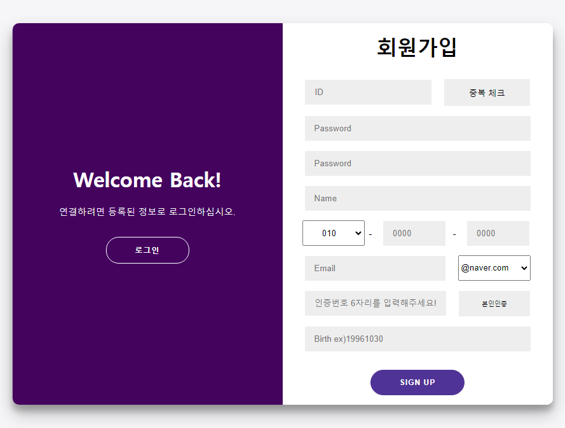 Welcome Back!
연결하려면 등록된 정보로 로그인하십시오.
로그인
회원가입
ID 중복 체크
Password
Password
Name
010 - 0000 - 0000
Email @naver.com
인증번호 6자리를 입력해주세요! 본인인증
Birth ex)19961030
SIGN UP